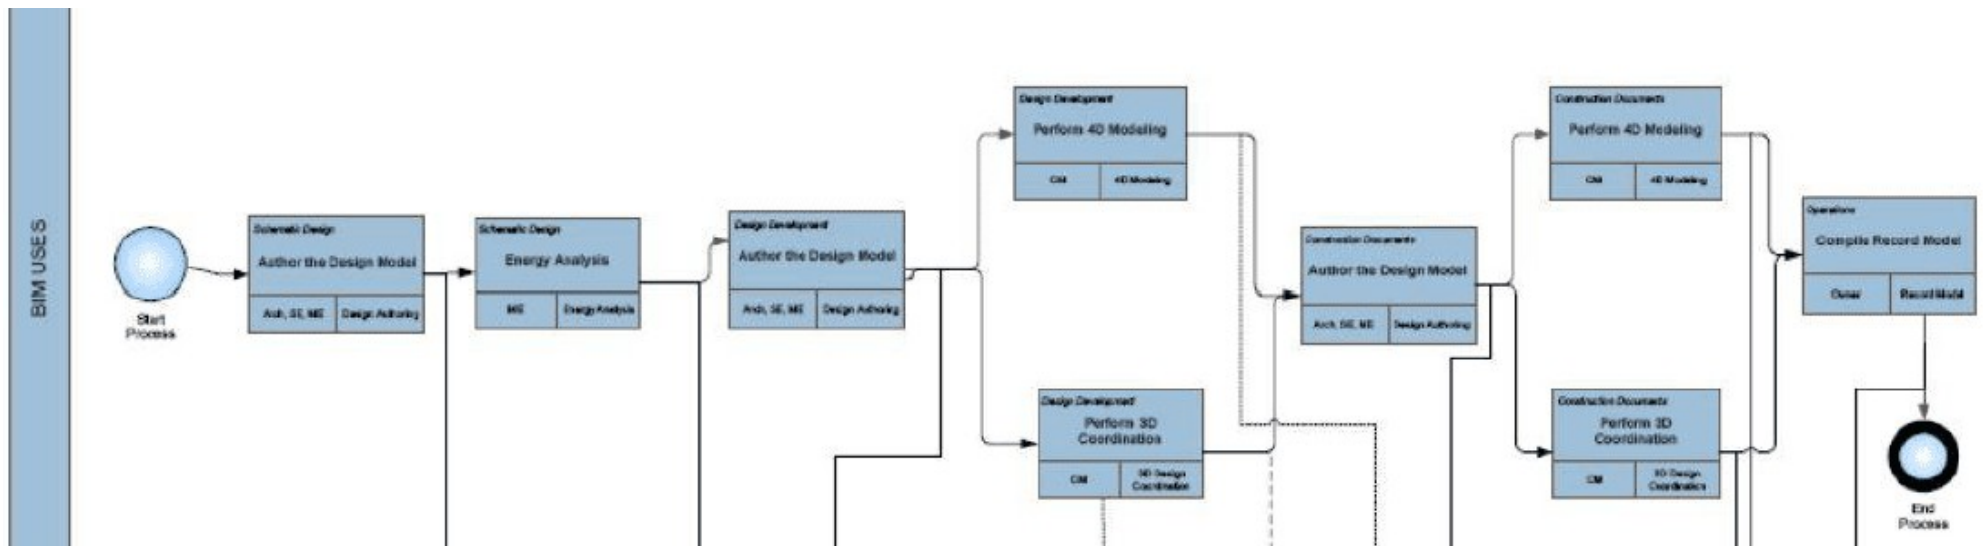 BIM USES
Start
Process
Schematic Design
Author the Design Model
Arch, SE, ME
Design Authoring
Schematic Design
Energy Analysis
ME
Energy Analysis
Design Development
Author the Design Model
Arch, SE, ME
Design Authoring
Design Development
Perform 4D Modeling
CM
4D Modeling
Design Development
Perform 3D
Coordination
CM
3D Design
Coordination
Construction Documents
Author the Design Model
Arch, SE, ME
Design Authoring
Construction Documents
Perform 4D Modeling
CM
4D Modeling
Construction Documents
Perform 3D
Coordination
CM
3D Design
Coordination
Operations
Compile Record Model
Owner
Record Model
End
Process